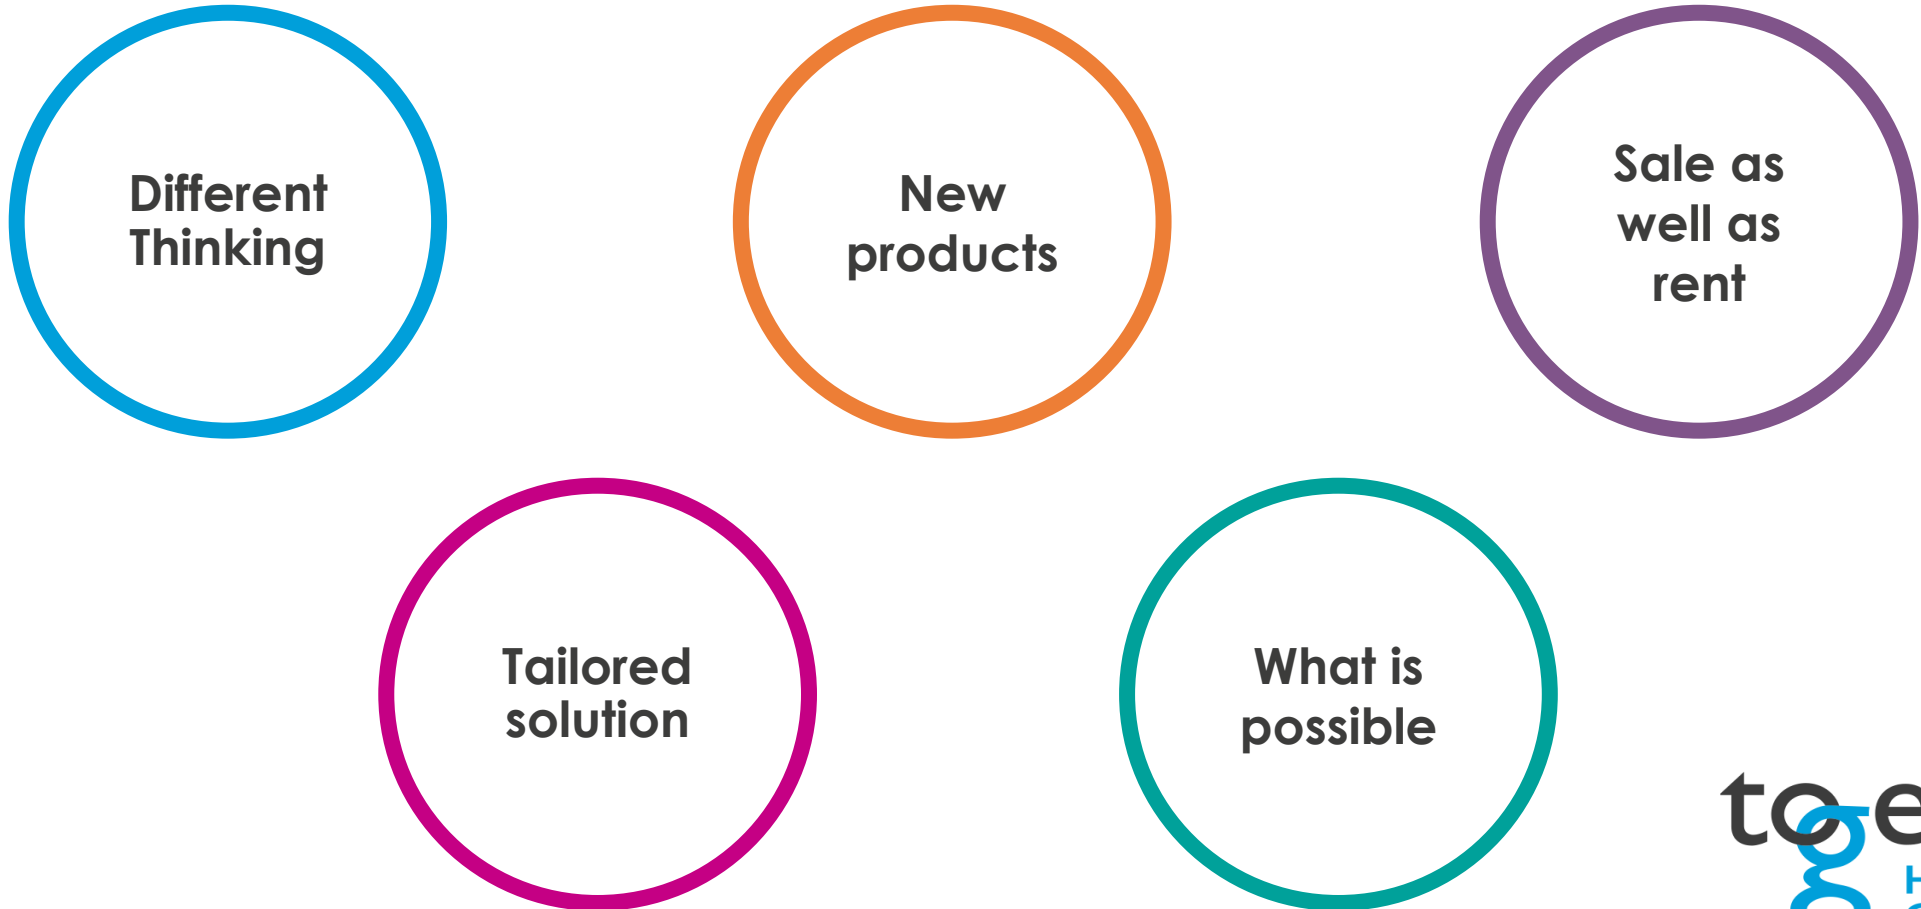 Different
Thinking
New
products
Sale as
well as
rent
Tailored
solution
What is
possible